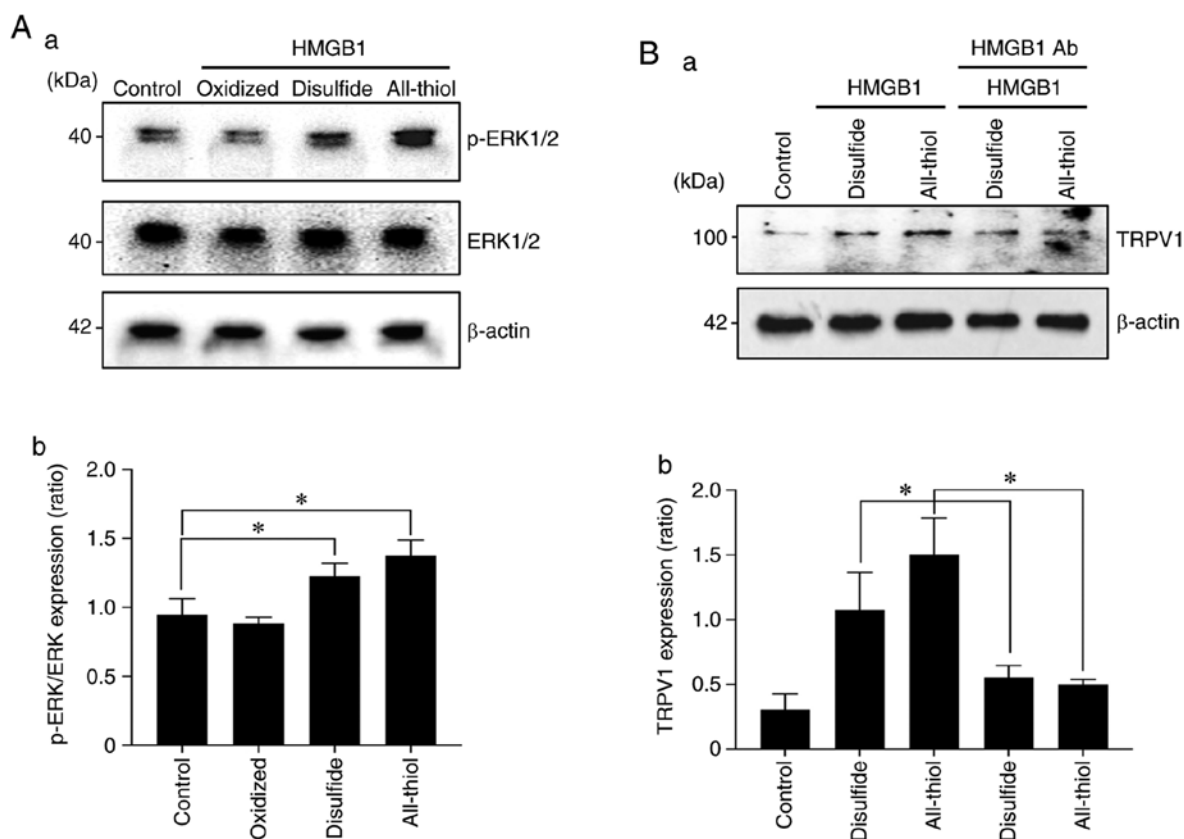 A
a
HMGB1
(kDa)
Control Oxidized Disulfide All-thiol
40
p-ERK1/2
40
ERK1/2
42
β-actin
b
p-ERK/ERK expression (ratio)
2.0
1.5
1.0
0.5
0
*
*
Control
Oxidized
Disulfide
All-thiol
B
a
HMGB1 Ab
HMGB1 HMGB1
(kDa)
Control
Disulfide
All-thiol
Disulfide
All-thiol
100
TRPV1
42
β-actin
b
TRPV1 expression (ratio)
2.0
1.5
1.0
0.5
0
*
*
Control
Disulfide
All-thiol
Disulfide
All-thiol